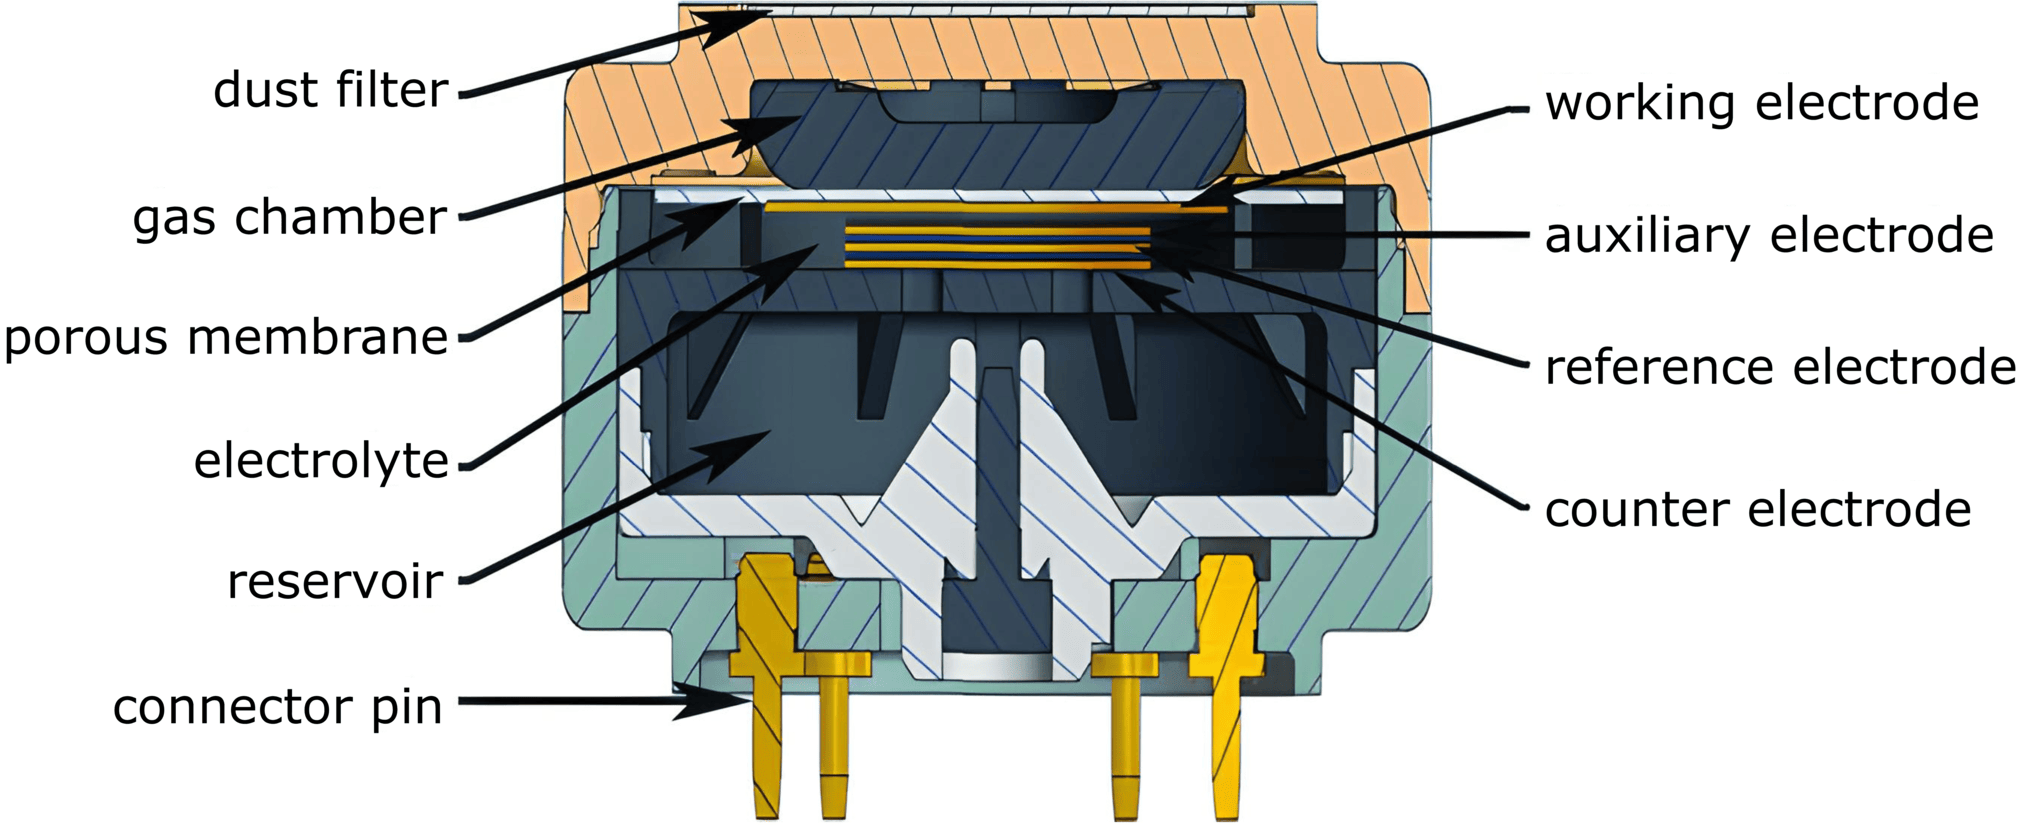 dust filter
gas chamber
porous membrane
electrolyte
reservoir
connector pin
working electrode
auxiliary electrode
reference electrode
counter electrode